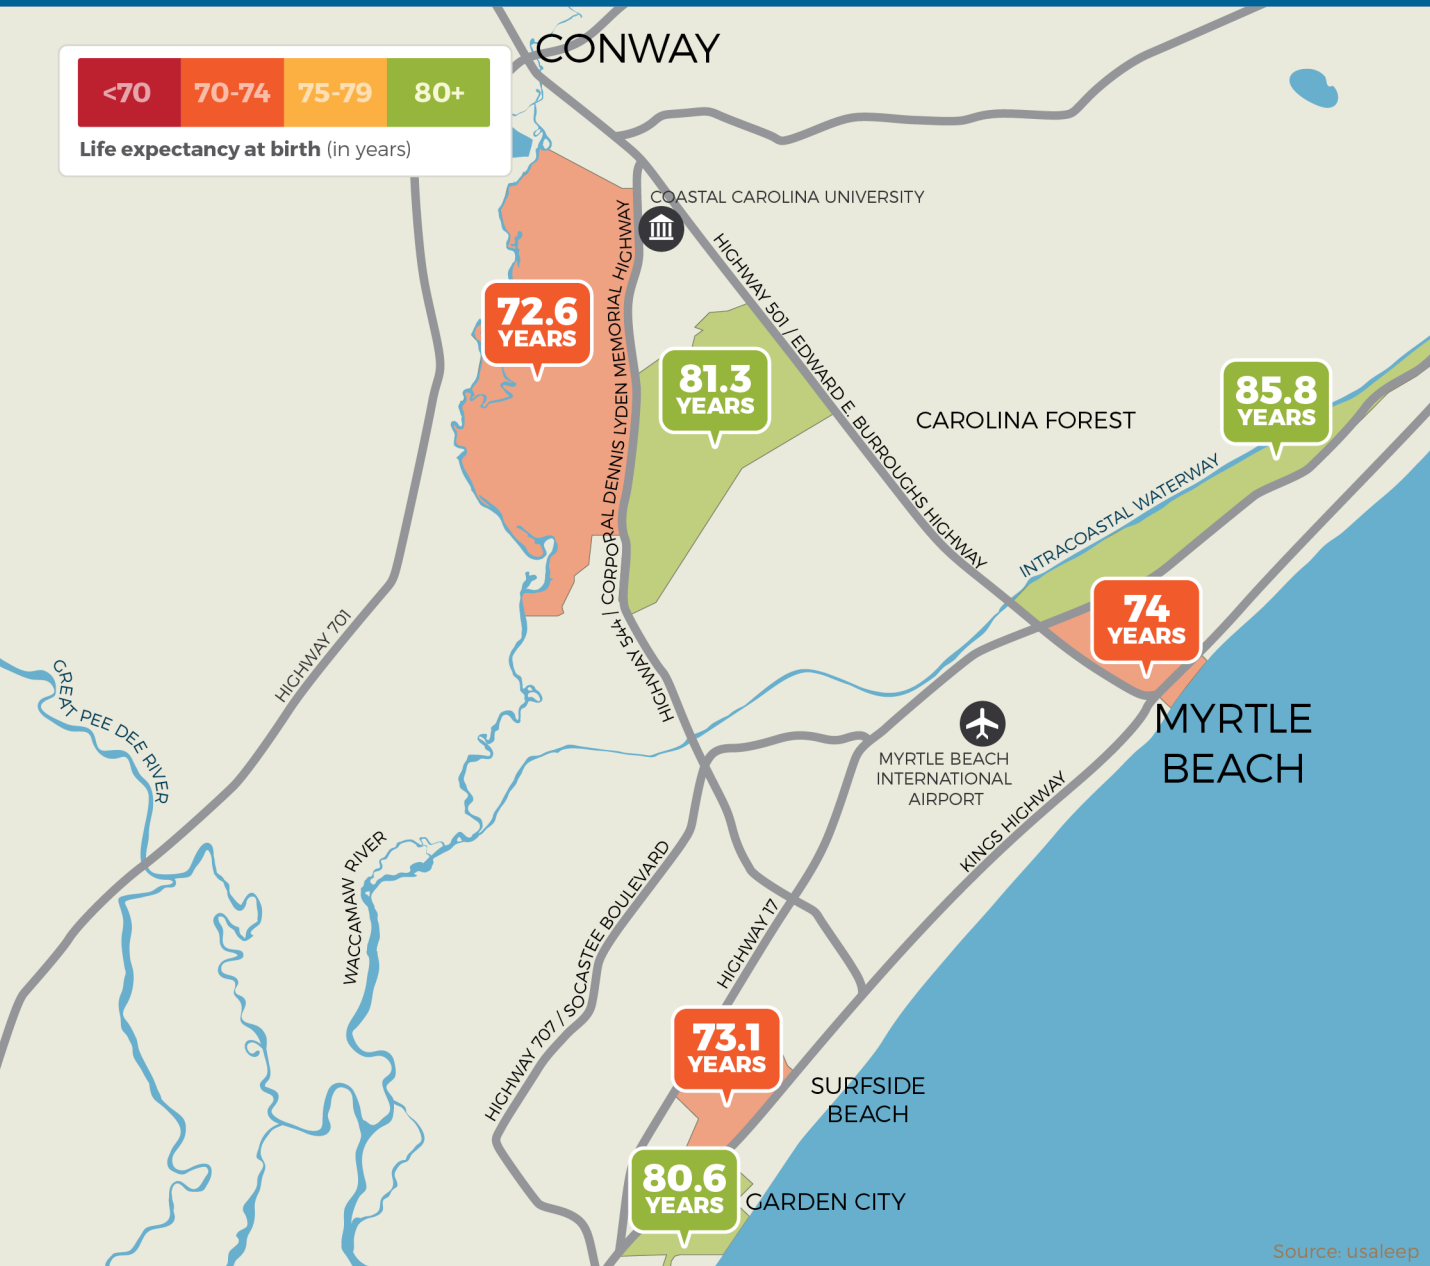 CONWAY
<70 70-74 75-79 80+
Life expectancy at birth (in years)
COASTAL CAROLINA UNIVERSITY
HIGHWAY 501 / EDWARD E. BURROUGHS HIGHWAY
HIGHWAY 544 / CORPORAL DENNIS LYDEN MEMORIAL HIGHWAY
72.6
YEARS
81.3
YEARS
85.8
YEARS
CAROLINA FOREST
INTRACOASTAL WATERWAY
74
YEARS
HIGHWAY 701
HIGHWAY
GREAT PEE DEE RIVER
MYRTLE
BEACH
MYRTLE BEACH
INTERNATIONAL
AIRPORT
KINGS HIGHWAY
WACCAMAW RIVER
HIGHWAY 707 / SOCASTEE BOULEVARD
HIGHWAY 17
73.1
YEARS
SURFSIDE
BEACH
80.6
YEARS
GARDEN CITY
Source: usaleep